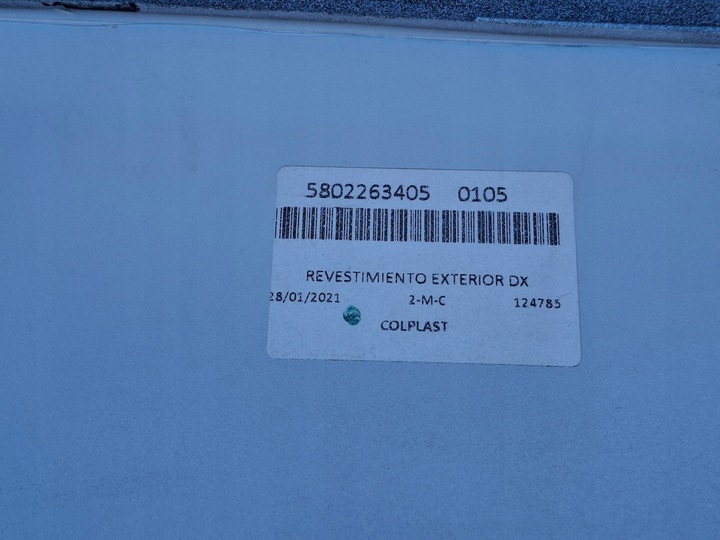 5802263405 0105
REVESTIMIENTO EXTERIOR DX
28/01/2021 2-M-C 124785
COLPLAST